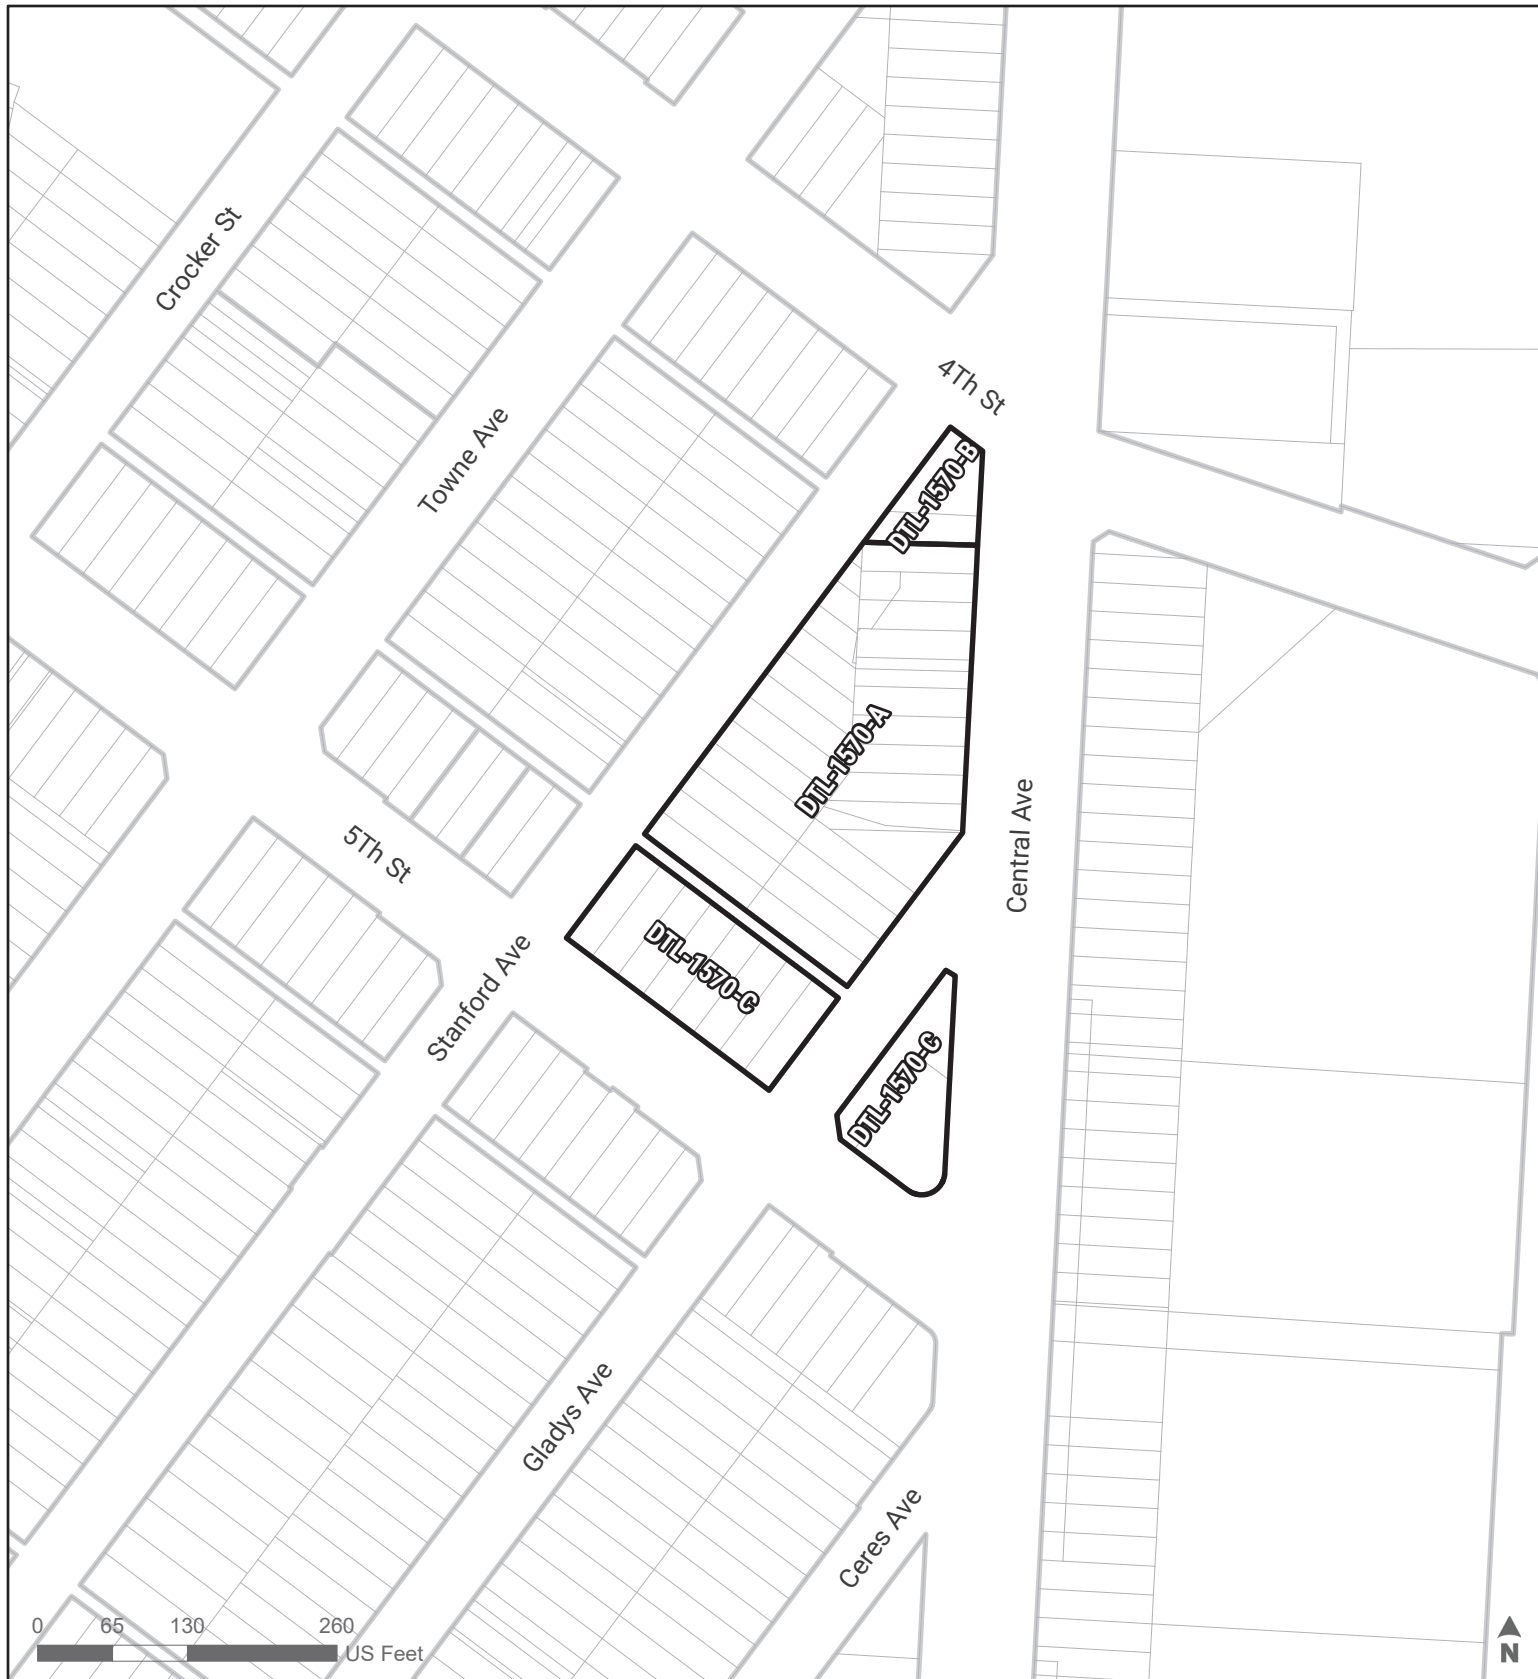 Crocker St
4Th St
Towne Ave
DTL-1570-B
DTL-1570-A
Central Ave
5Th St
DTL-1570-C
Stanford Ave
DTL-1570-C
Gladys Ave
Ceres Ave
0 65 130 260
US Feet
N